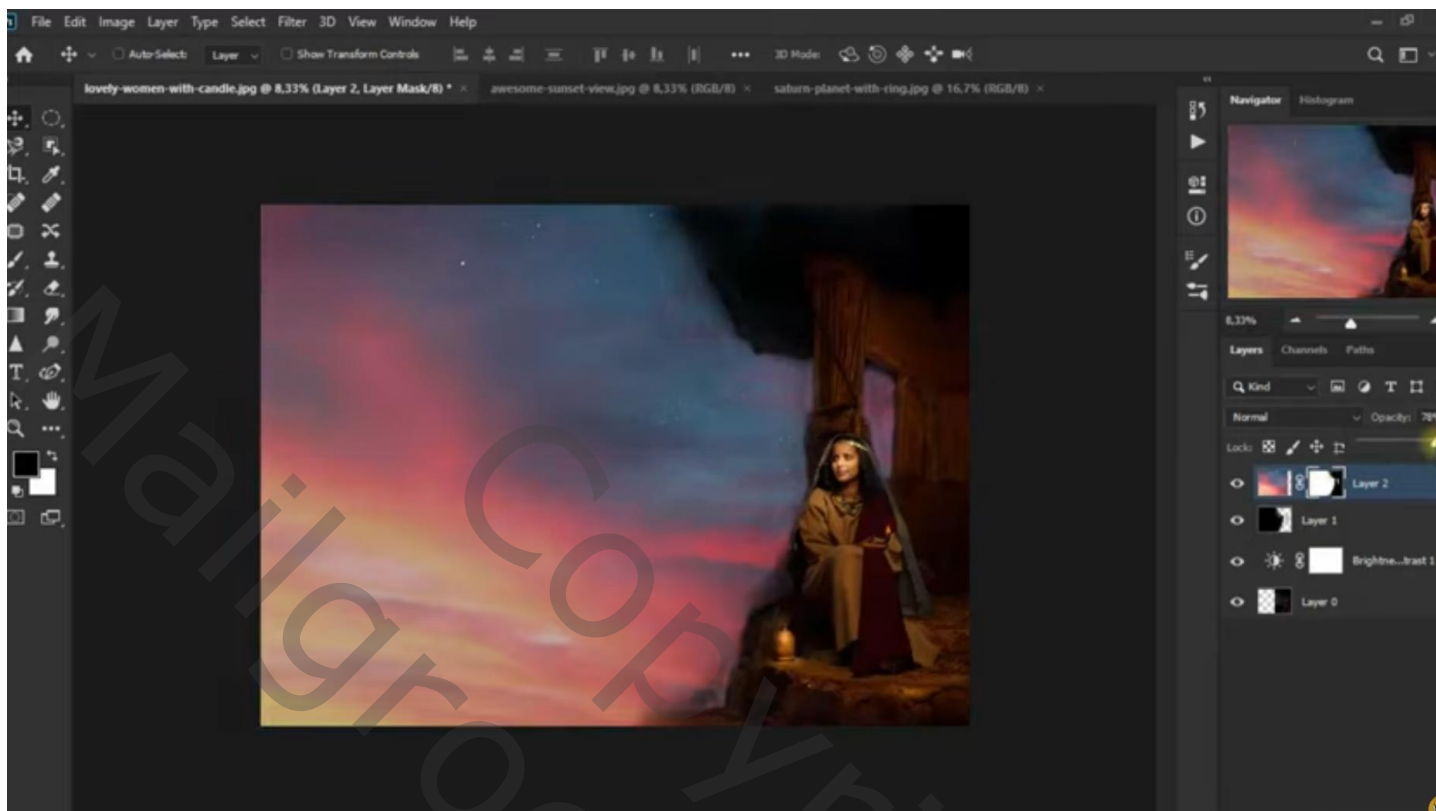 File Edit Image Layer Type Select Filter 3D View Window Help
Auto-Select: Layer Show Transform Controls 3D Mode:
lovely-women-with-candle.jpg @ 8,33% (Layer 2, Layer Mask/8) * × awesome-sunset-view.jpg @ 8,33% (RGB/8) × saturn-planet-with-ring.jpg @ 16,7% (RGB/8) ×
Navigator Histogram
8,33%
Layers Channels Paths
Kind
Normal Opacity: 78%
Lock:
Layer 2
Layer 1
Brightne...trast 1
Layer 0